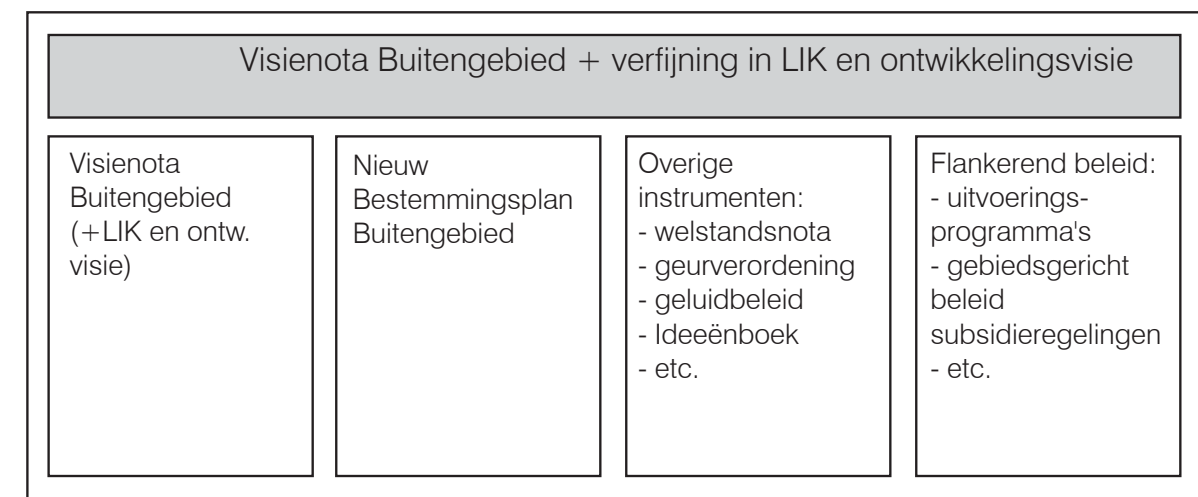 Visienota Buitengebied + verfijning in LIK en ontwikkelingsvisie
Visienota
Buitengebied
(+LIK en ontw.
visie)
Nieuw
Bestemmingsplan
Buitengebied
Overige
instrumenten:
- welstandsnota
- geurverordening
- geluidbeleid
- Ideeënboek
- etc.
Flankerend beleid:
- uitvoerings-
programma's
- gebiedsgericht
beleid
subsidieregelingen
- etc.